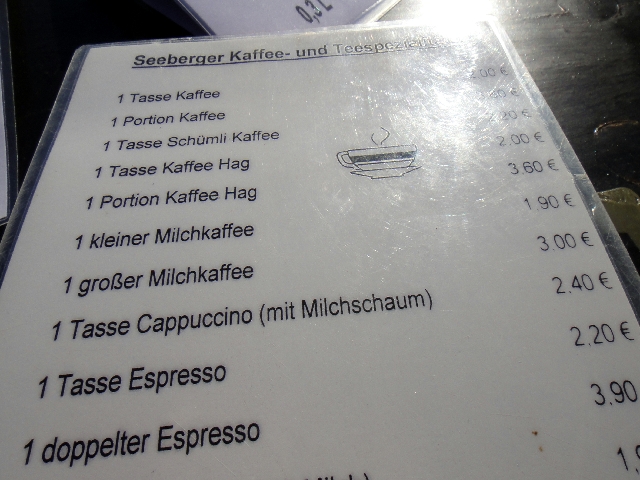 0,3 L
Seeberger Kaffee- und
1 Tasse Kaffee
1 Portion Kaffee
1 Tasse Schümli Kaffee
1 Tasse Kaffee Hag 2.00 €
1 Portion Kaffee Hag 3.60 €
1 kleiner Milchkaffee 1.90 €
1 großer Milchkaffee 3.00 €
1 Tasse Cappuccino (mit Milchschaum) 2.40 €
1 Tasse Espresso 2,20 €
1 doppelter Espresso 3.90